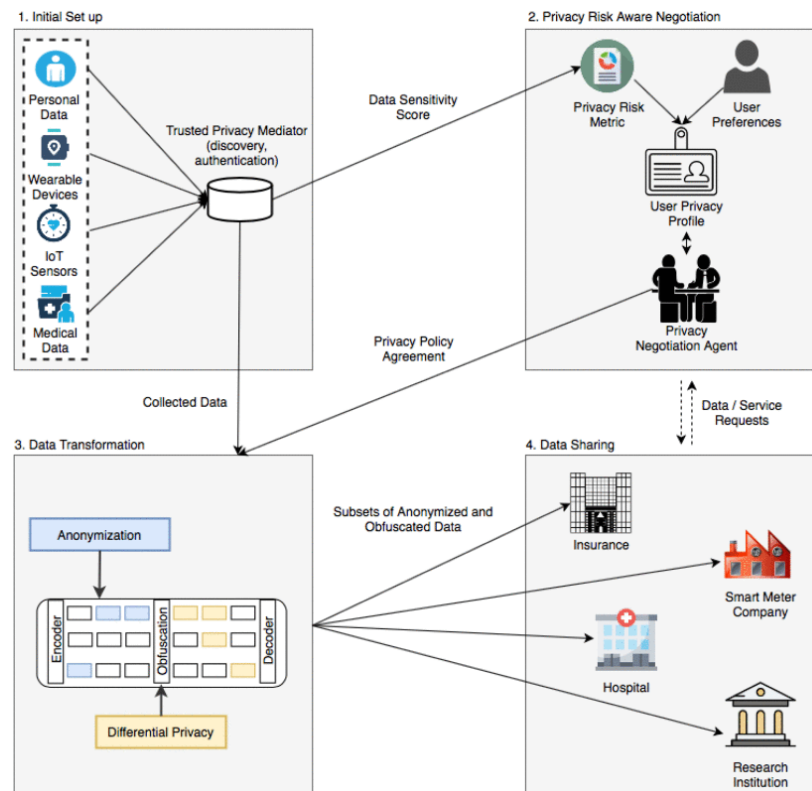 1. Initial Set up
Personal
Data
Wearable
Devices
IoT
Sensors
Medical
Data
Trusted Privacy Mediator
(discovery,
authentication)
Data Sensitivity
Score
2. Privacy Risk Aware Negotiation
Privacy Risk
Metric
User
Preferences
User Privacy
Profile
Privacy
Negotiation Agent
Privacy Policy
Agreement
Collected Data
Data / Service
Requests
3. Data Transformation
Anonymization
Encoder
Obfuscation
Decoder
Differential Privacy
Subsets of Anonymized and
Obfuscated Data
4. Data Sharing
Insurance
Smart Meter
Company
Hospital
Research
Institution